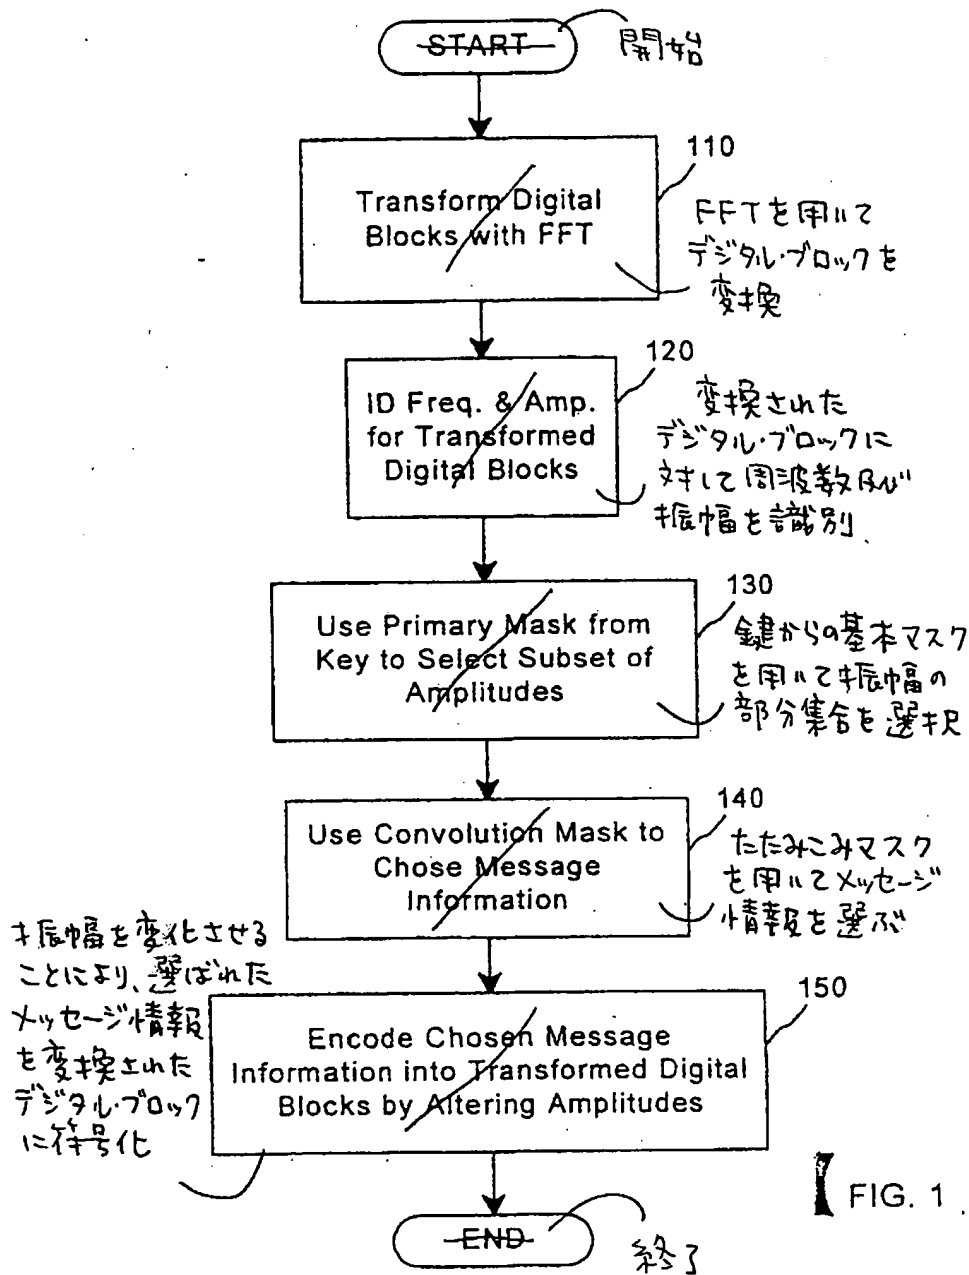 START
開始
110
Transform Digital
Blocks with FFT
FFTを用いて
デジタル・ブロックを
変換
120
ID Freq. & Amp.
for Transformed
Digital Blocks
変換された
デジタル・ブロックに
対して周波数及び
振幅を識別
130
Use Primary Mask from
Key to Select Subset of
Amplitudes
鍵からの基本マスク
を用いて振幅の
部分集合を選択
140
Use Convolution Mask to
Chose Message
Information
たたみこみマスク
を用いてメッセージ
情報を選ぶ
150
Encode Chosen Message
Information into Transformed Digital
Blocks by Altering Amplitudes
振幅を変化させる
ことにより、選ばれた
メッセージ情報
を変換された
デジタル・ブロック
に符号化
END
終了
FIG. 1